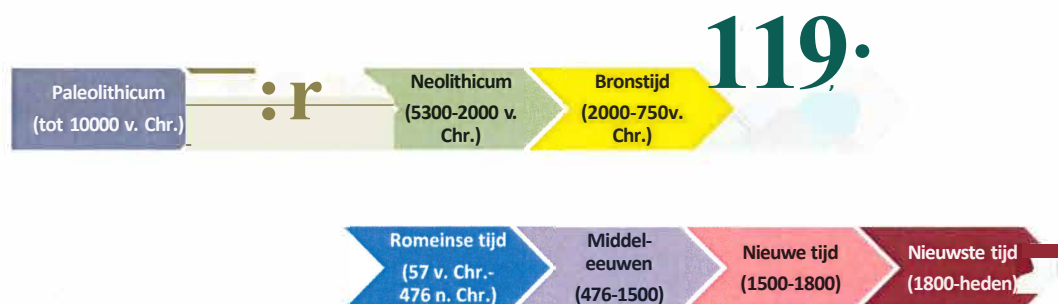 Paleolithicum
(tot 10000 v. Chr.)
:r
Neolithicum
(5300-2000 v.
Chr.)
Bronstijd
(2000-750v.
Chr.)
119·
Romeinse tijd
(57 v. Chr.-
476 n. Chr.)
Middel-
eeuwen
(476-1500)
Nieuwe tijd
(1500-1800)
Nieuwste tijd
(1800-heden)